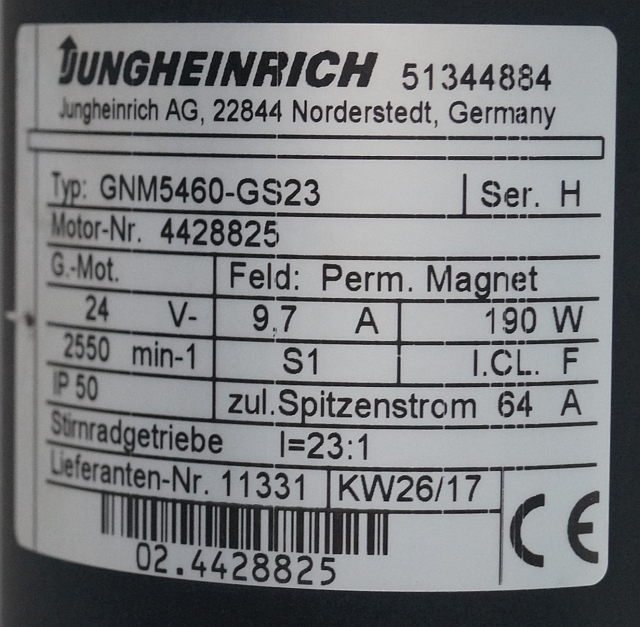 JUNGHEINRICH 51344884
Jungheinrich AG, 22844 Norderstedt, Germany
Typ: GNM5460-GS23 Ser. H
Motor-Nr. 4428825
G.-Mot. Feld: Perm. Magnet
24 V- 9,7 A 190 W
2550 min-1 S1 I.CL. F
IP 50 zul.Spitzenstrom 64 A
Stirnradgetriebe I=23:1
Lieferanten-Nr. 11331 KW26/17
02.4428825
CE